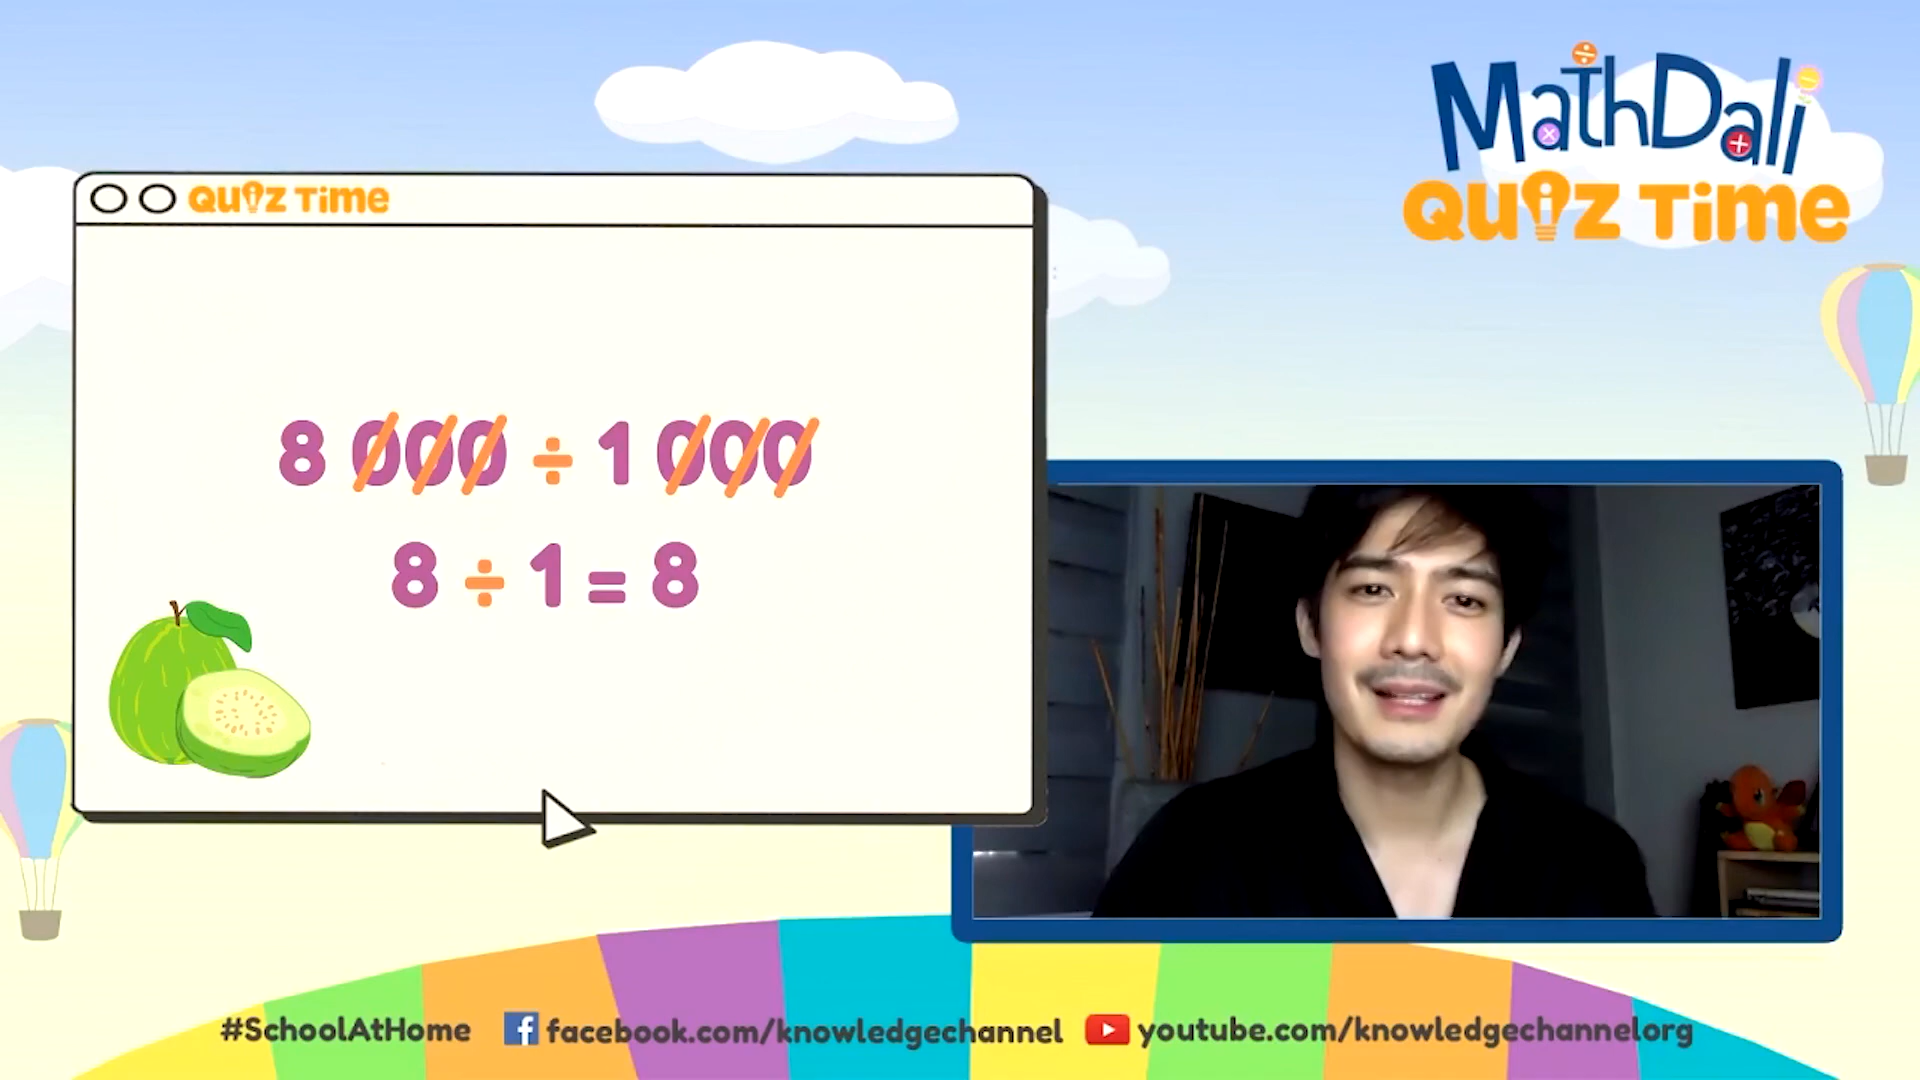 MathDali
QUIZ TIME
QUIZ TIME
8 000 ÷ 1 000
8 ÷ 1 = 8
#SchoolAtHome facebook.com/knowledgechannel youtube.com/knowledgechannelorg